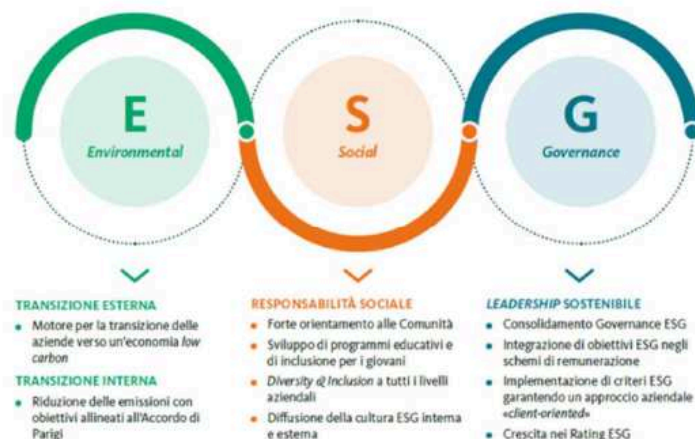 E
Environmental
S
Social
G
Governance
TRANSIZIONE ESTERNA
• Motore per la transizione delle
aziende verso un'economia low
carbon
TRANSIZIONE INTERNA
• Riduzione delle emissioni con
obiettivi allineati all'Accordo di
Parigi
RESPONSABILITÀ SOCIALE
• Forte orientamento alle Comunità
• Sviluppo di programmi educativi e
di inclusione per i giovani
• Diversity & Inclusion a tutti i livelli
aziendali
• Diffusione della cultura ESG interna
e esterna
LEADERSHIP SOSTENIBILE
• Consolidamento Governance ESG
• Integrazione di obiettivi ESG negli
schemi di remunerazione
• Implementazione di criteri ESG
garantendo un approccio aziendale
«client-oriented»
• Crescita nei Rating ESG